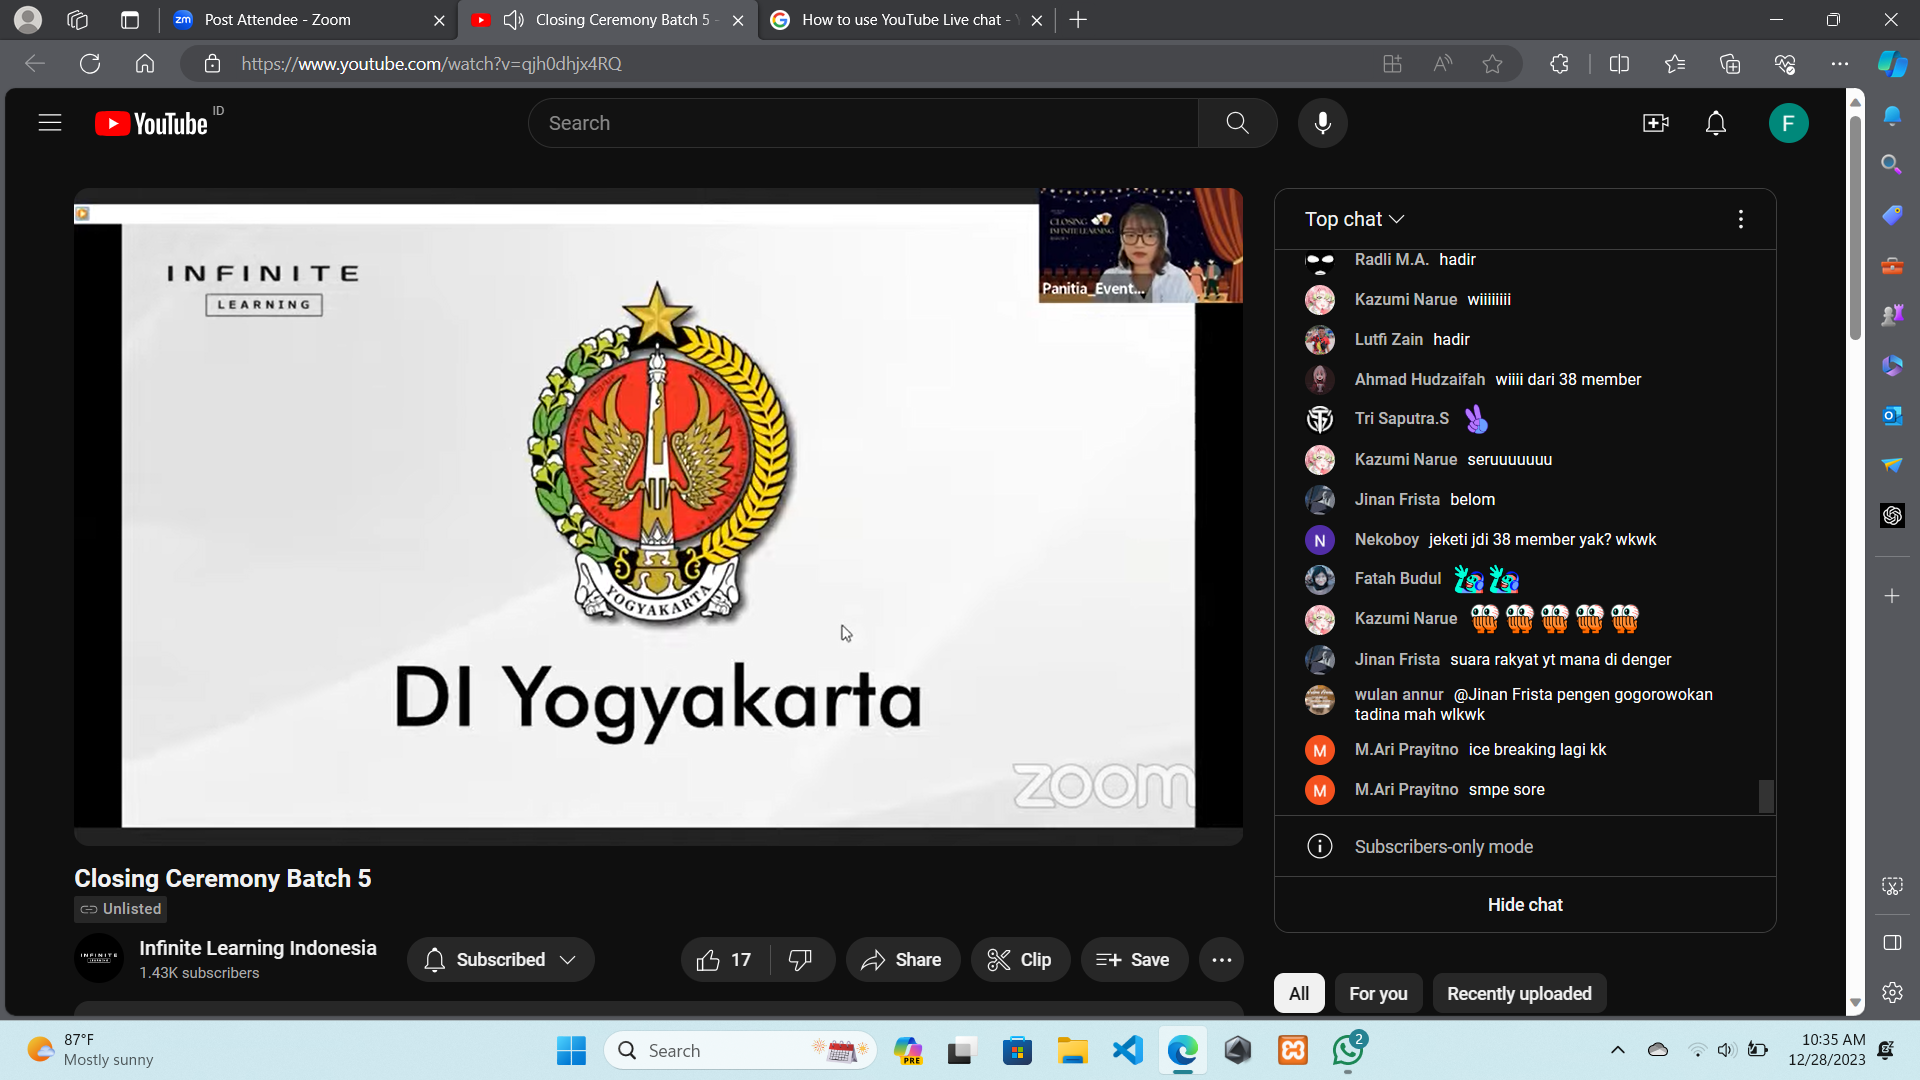 Post Attendee - Zoom
Closing Ceremony Batch 5 -
How to use YouTube Live chat -
https://www.youtube.com/watch?v=qjh0dhjx4RQ
YouTube
ID
Search
F
INFINITE
LEARNING
CLOSING
INFINITE LEARNING
Panitia_Event...
YOGYAKARTA
DI Yogyakarta
zoom
Top chat
Radli M.A. hadir
Kazumi Narue wiiiiiiii
Lutfi Zain hadir
Ahmad Hudzaifah wiiii dari 38 member
Tri Saputra.S
Kazumi Narue seruuuuuuu
Jinan Frista belom
N Nekoboy jeketi jdi 38 member yak? wkwk
Fatah Budul
Kazumi Narue
Jinan Frista suara rakyat yt mana di denger
wulan annur @Jinan Frista pengen gogorowokan
tadina mah wlkwk
M M.Ari Prayitno ice breaking lagi kk
M M.Ari Prayitno smpe sore
Subscribers-only mode
Hide chat
Closing Ceremony Batch 5
Unlisted
INFINITE
Infinite Learning Indonesia
1.43K subscribers
Subscribed
17
Share
Clip
Save
All
For you
Recently uploaded
87°F
Mostly sunny
Search
PRE
2
10:35 AM
12/28/2023